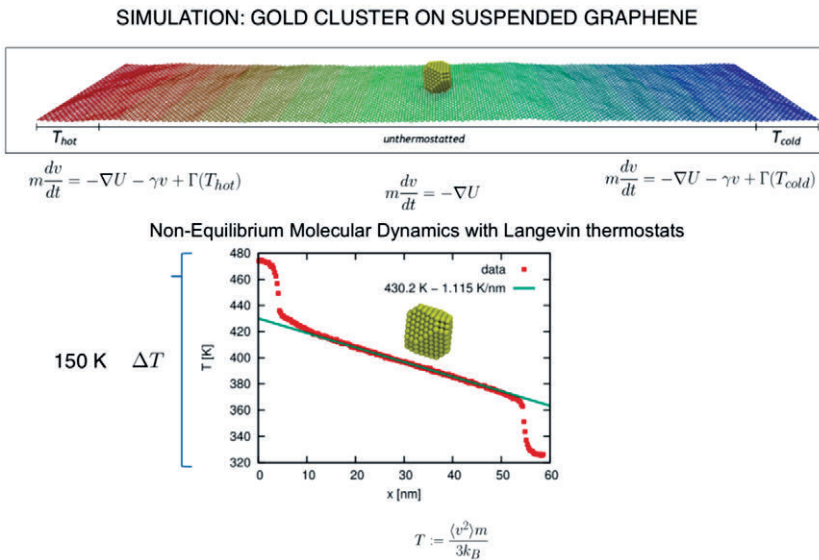 SIMULATION: GOLD CLUSTER ON SUSPENDED GRAPHENE
T_hot unthermostatted T_cold
m dv/dt = −∇U − γv + Γ(T_hot) m dv/dt = −∇U m dv/dt = −∇U − γv + Γ(T_cold)
Non-Equilibrium Molecular Dynamics with Langevin thermostats
480
460
440
420
400
380
360
340
320
T [K]
data
430.2 K − 1.115 K/nm
150 K ΔT
0 10 20 30 40 50 60
x [nm]
T := ⟨v²⟩m / 3k_B